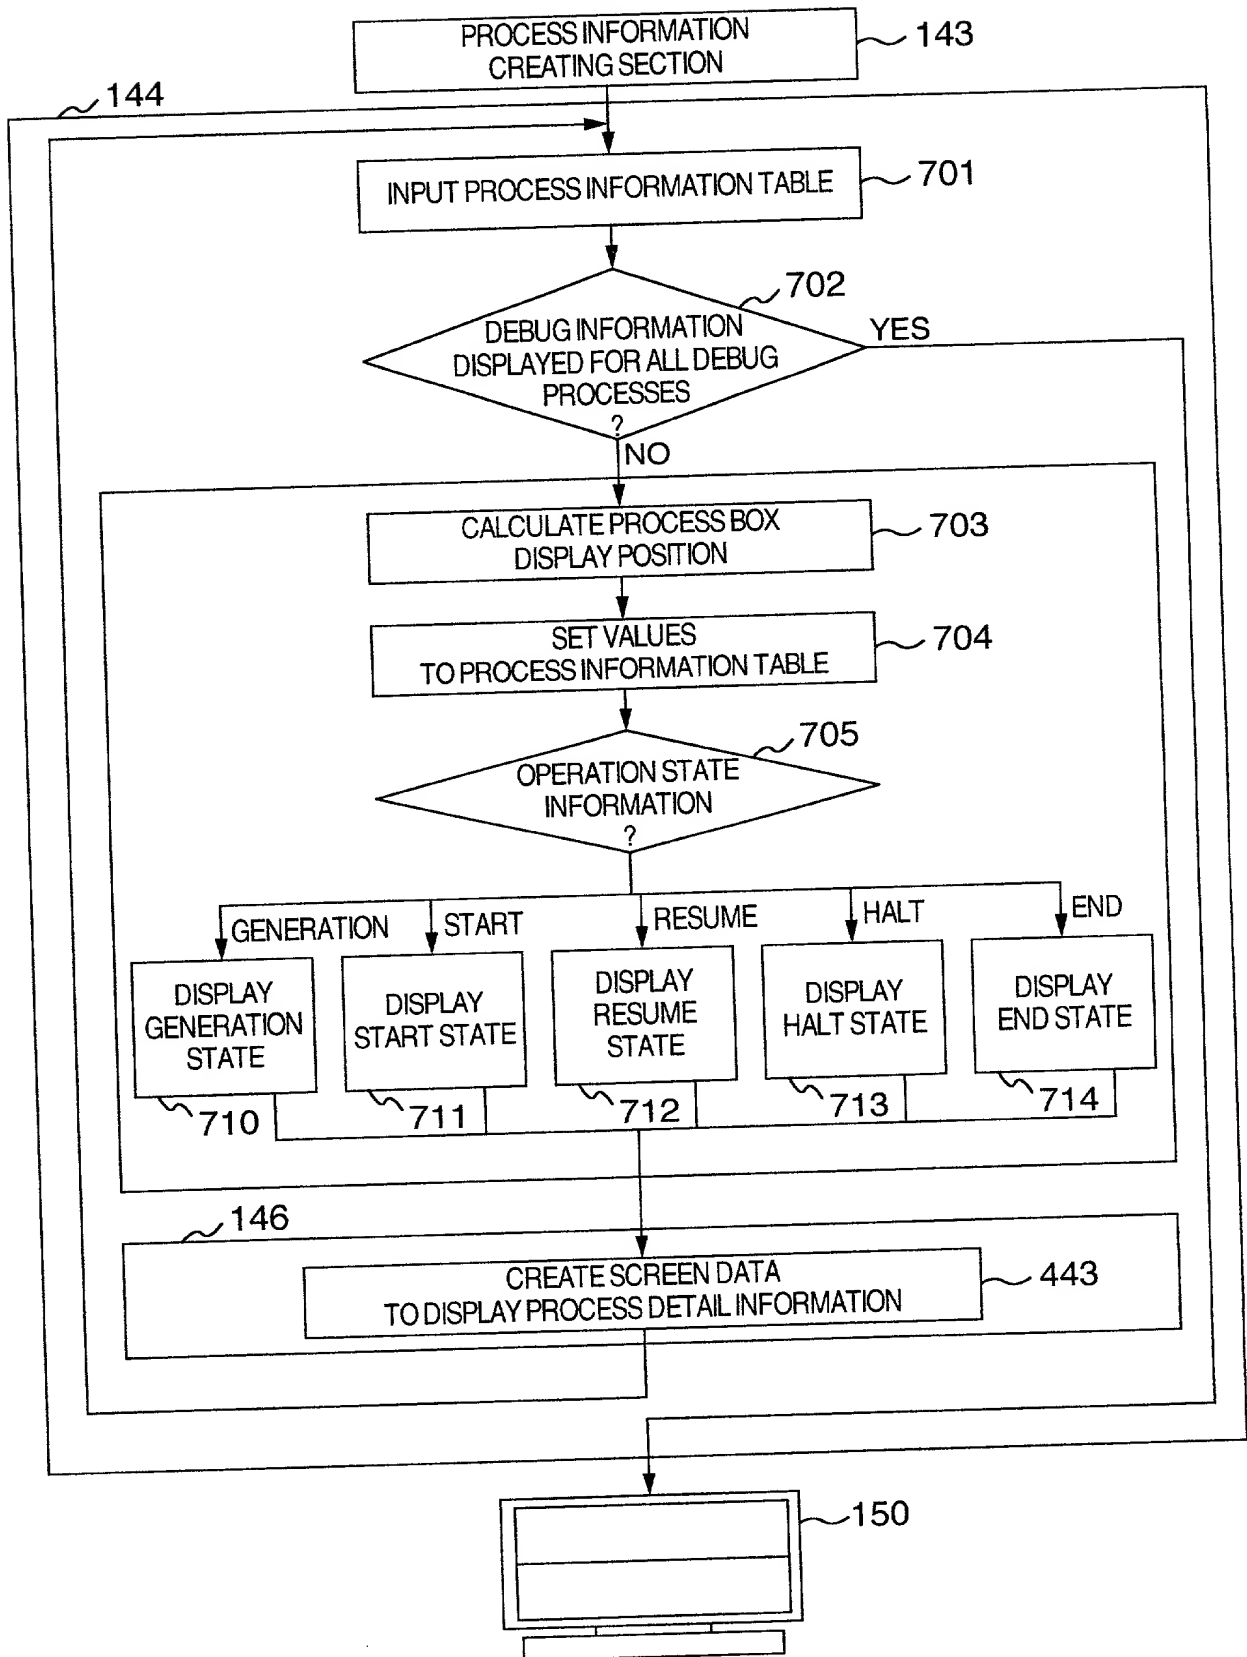 PROCESS INFORMATION
CREATING SECTION
143
144
INPUT PROCESS INFORMATION TABLE
701
702
DEBUG INFORMATION
DISPLAYED FOR ALL DEBUG
PROCESSES
?
YES
NO
CALCULATE PROCESS BOX
DISPLAY POSITION
703
SET VALUES
TO PROCESS INFORMATION TABLE
704
705
OPERATION STATE
INFORMATION
?
GENERATION
START
RESUME
HALT
END
DISPLAY
GENERATION
STATE
DISPLAY
START STATE
DISPLAY
RESUME
STATE
DISPLAY
HALT STATE
DISPLAY
END STATE
710
711
712
713
714
146
CREATE SCREEN DATA
TO DISPLAY PROCESS DETAIL INFORMATION
443
150